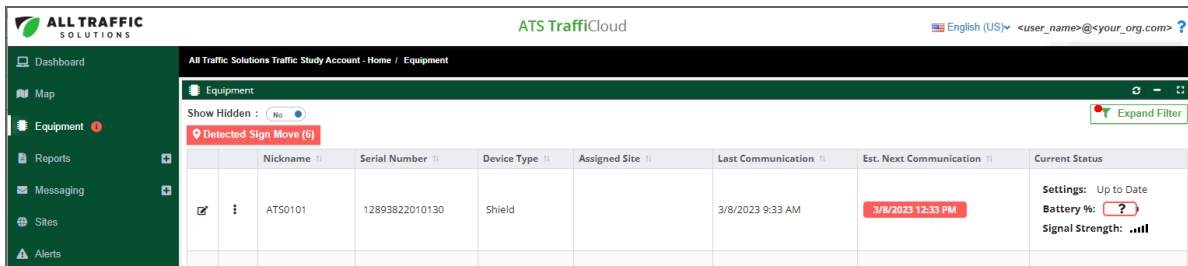 ALL TRAFFIC
SOLUTIONS
ATS TraffiCloud
English (US) <user_name>@<your_org.com> ?
Dashboard
All Traffic Solutions Traffic Study Account - Home / Equipment
Map
Equipment
Show Hidden : No
Expand Filter
Equipment
Detected Sign Move (6)
Reports
Nickname Serial Number Device Type Assigned Site Last Communication Est. Next Communication Current Status
Messaging
ATS0101 12893822010130 Shield 3/8/2023 9:33 AM 3/8/2023 12:33 PM
Settings: Up to Date
Battery %: ?
Signal Strength:
Sites
Alerts